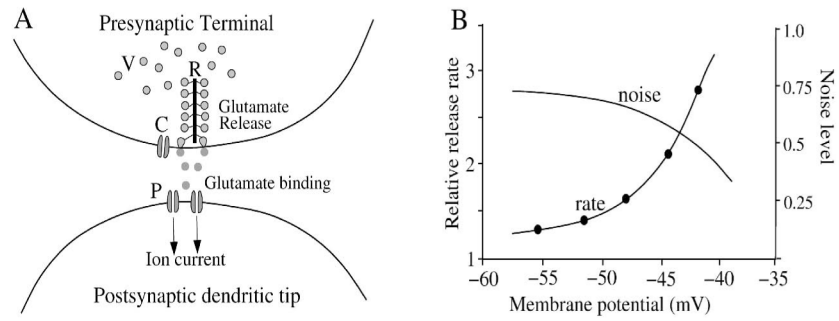 A
Presynaptic Terminal
V
R
Glutamate
Release
C
Glutamate binding
P
Ion current
Postsynaptic dendritic tip
B
Relative release rate
3
2
1
noise
rate
1.0
0.75
0.5
0.25
0
Noise level
−60 −55 −50 −45 −40 −35
Membrane potential (mV)